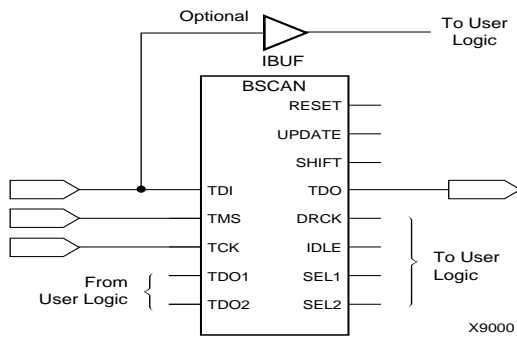 Optional
To User
Logic
IBUF
BSCAN
RESET
UPDATE
SHIFT
TDI
TDO
TMS
DRCK
TCK
IDLE
From
User Logic
TDO1
SEL1
To User
Logic
TDO2
SEL2
X9000